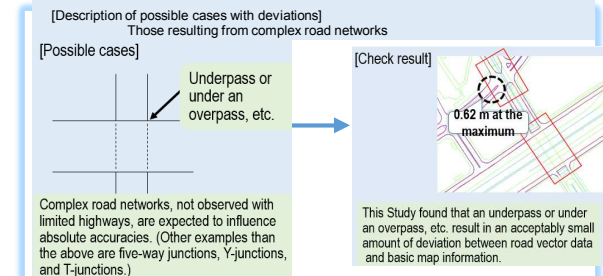 [Description of possible cases with deviations]
Those resulting from complex road networks
[Possible cases]
Underpass or
under an
overpass, etc.
Complex road networks, not observed with
limited highways, are expected to influence
absolute accuracies. (Other examples than
the above are five-way junctions, Y-junctions,
and T-junctions.)
[Check result]
0.62 m at the
maximum
This Study found that an underpass or under
an overpass, etc. result in an acceptably small
amount of deviation between road vector data
and basic map information.